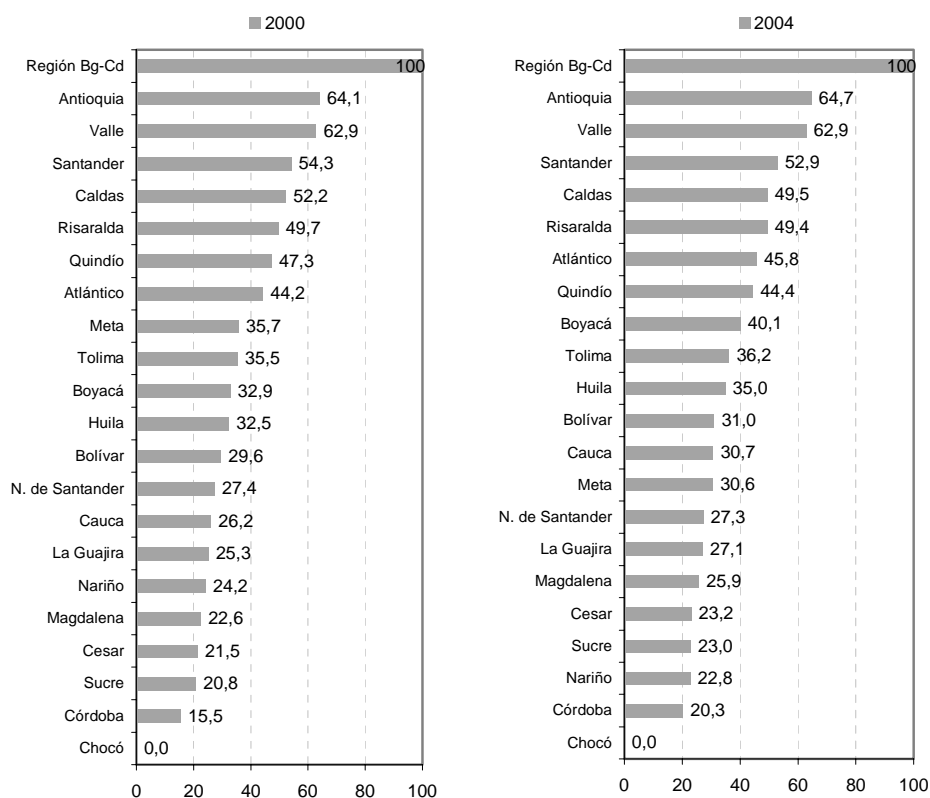 2000
Región Bg-Cd 100
Antioquia 64,1
Valle 62,9
Santander 54,3
Caldas 52,2
Risaralda 49,7
Quindío 47,3
Atlántico 44,2
Meta 35,7
Tolima 35,5
Boyacá 32,9
Huila 32,5
Bolívar 29,6
N. de Santander 27,4
Cauca 26,2
La Guajira 25,3
Nariño 24,2
Magdalena 22,6
Cesar 21,5
Sucre 20,8
Córdoba 15,5
Chocó 0,0
0 20 40 60 80 100
2004
Región Bg-Cd 100
Antioquia 64,7
Valle 62,9
Santander 52,9
Caldas 49,5
Risaralda 49,4
Atlántico 45,8
Quindío 44,4
Boyacá 40,1
Tolima 36,2
Huila 35,0
Bolívar 31,0
Cauca 30,7
Meta 30,6
N. de Santander 27,3
La Guajira 27,1
Magdalena 25,9
Cesar 23,2
Sucre 23,0
Nariño 22,8
Córdoba 20,3
Chocó 0,0
0 20 40 60 80 100